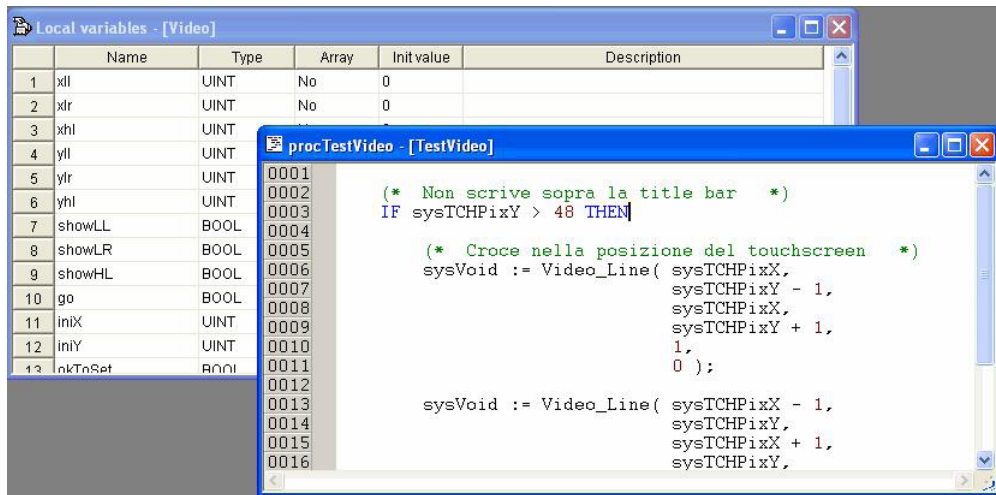 Local variables - [Video]
Name Type Array Init value Description
1 xll UINT No 0
2 xlr UINT No 0
3 xhl UINT
4 yll UINT
5 ylr UINT
6 yhl UINT
7 showLL BOOL
8 showLR BOOL
9 showHL BOOL
10 go BOOL
11 iniX UINT
12 iniY UINT
13 okToSet BOOL
procTestVideo - [TestVideo]
0001
0002 (* Non scrive sopra la title bar *)
0003 IF sysTCHPixY > 48 THEN
0004
0005 (* Croce nella posizione del touchscreen *)
0006 sysVoid := Video_Line( sysTCHPixX,
0007 sysTCHPixY - 1,
0008 sysTCHPixX,
0009 sysTCHPixY + 1,
0010 1,
0011 0 );
0012
0013 sysVoid := Video_Line( sysTCHPixX - 1,
0014 sysTCHPixY,
0015 sysTCHPixX + 1,
0016 sysTCHPixY,